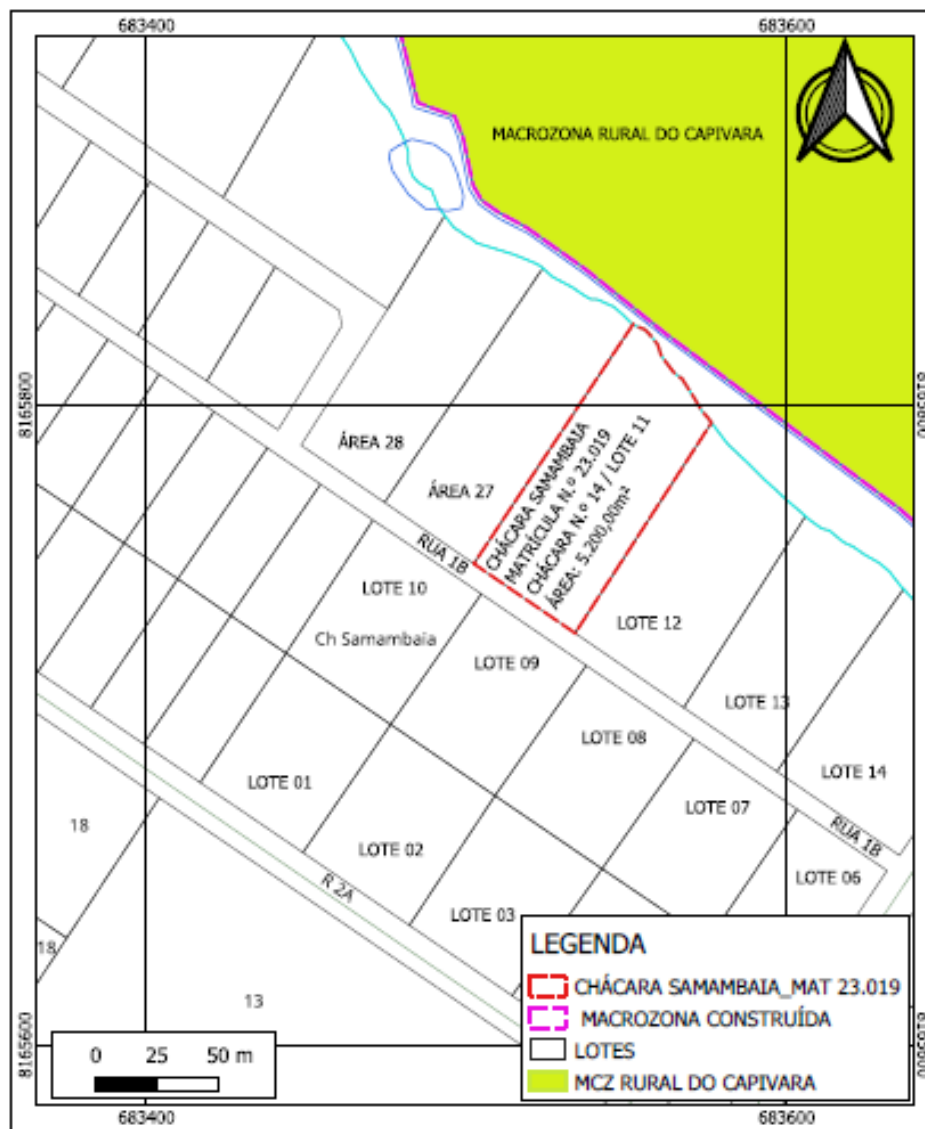 683400
683600
MACROZONA RURAL DO CAPIVARA
8165800
8165800
ÁREA 28
ÁREA 27
CHÁCARA SAMAMBAIA
MATRÍCULA N.º 23.019
CHÁCARA N.º 14 / LOTE 11
ÁREA: 5.200,00m²
RUA 1B
LOTE 10
Ch Samambaia
LOTE 12
LOTE 09
LOTE 13
LOTE 08
LOTE 14
LOTE 01
LOTE 07
RUA 1B
18
LOTE 02
LOTE 06
R 2A
LOTE 03
18
13
LEGENDA
CHÁCARA SAMAMBAIA_MAT 23.019
MACROZONA CONSTRUÍDA
LOTES
MCZ RURAL DO CAPIVARA
0 25 50 m
8165600
8165600
683400
683600